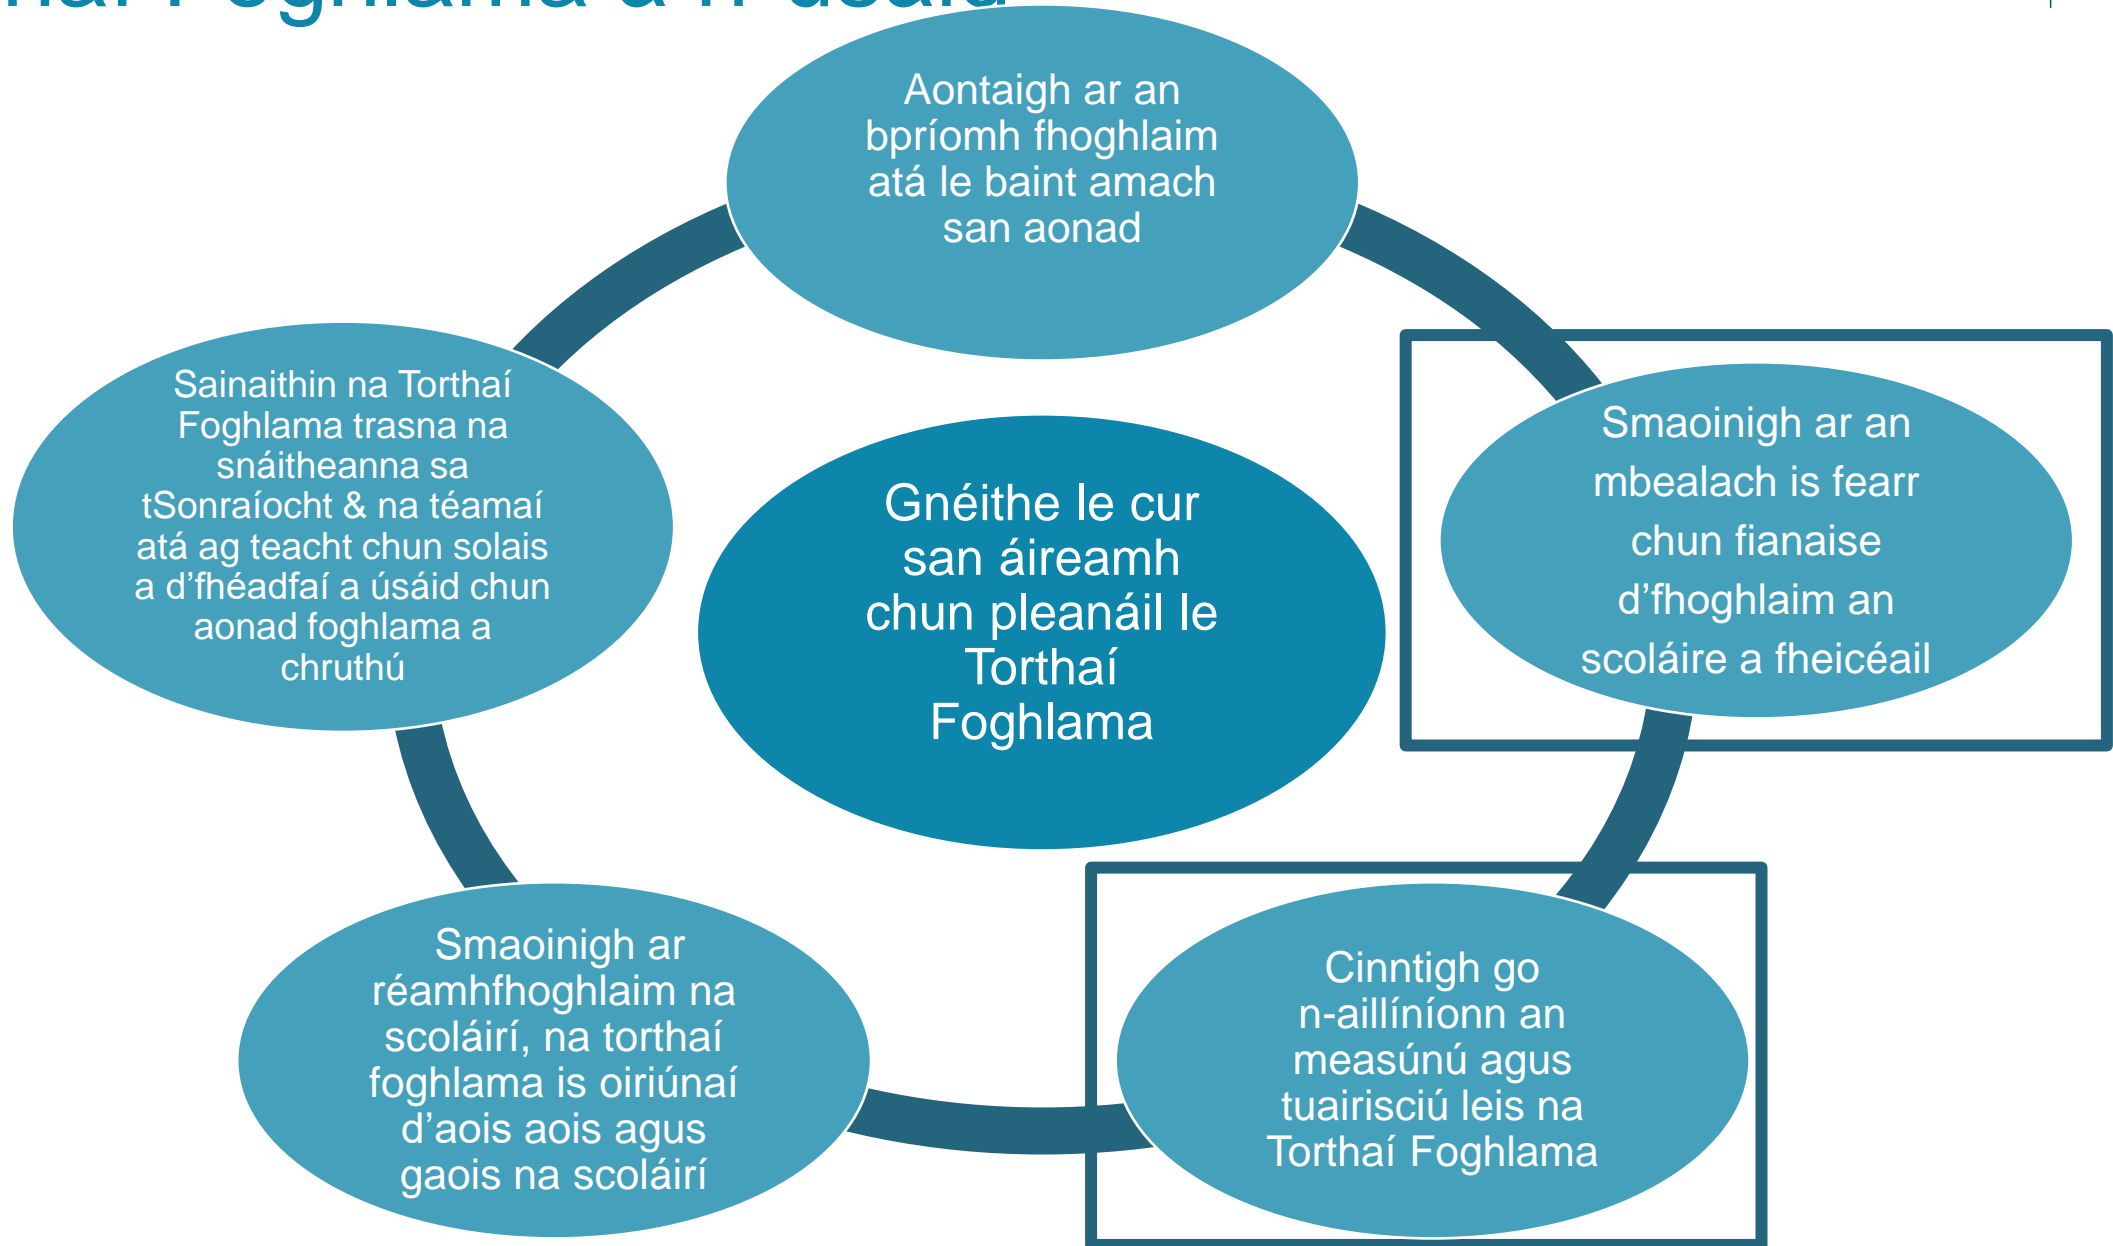 Foghlama a n-úsáid
Aontaigh ar an
bpríomh fhoghlaim
atá le baint amach
san aonad
Smaoinigh ar an
mbealach is fearr
chun fianaise
d’fhoghlaim an
scoláire a fheicéail
Cinntigh go
n-aillíníonn an
measúnú agus
tuairisciú leis na
Torthaí Foghlama
Smaoinigh ar
réamhfhoghlaim na
scoláirí, na torthaí
foghlama is oiriúnaí
d’aois aois agus
gaois na scoláirí
Sainaithin na Torthaí
Foghlama trasna na
snáitheanna sa
tSonraíocht & na téamaí
atá ag teacht chun solais
a d’fhéadfaí a úsáid chun
aonad foghlama a
chruthú
Gnéithe le cur
san áireamh
chun pleanáil le
Torthaí
Foghlama